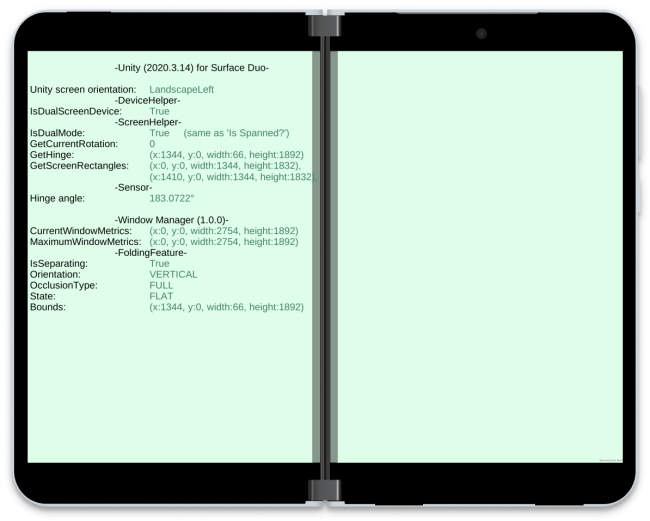 -Unity (2020.3.14) for Surface Duo-
Unity screen orientation: LandscapeLeft
-DeviceHelper-
IsDualScreenDevice: True
-ScreenHelper-
IsDualMode: True (same as 'Is Spanned?')
GetCurrentRotation: 0
GetHinge: (x:1344, y:0, width:66, height:1892)
GetScreenRectangles: (x:0, y:0, width:1344, height:1832),
(x:1410, y:0, width:1344, height:1832),
-Sensor-
Hinge angle: 183.0722°
-Window Manager (1.0.0)-
CurrentWindowMetrics: (x:0, y:0, width:2754, height:1892)
MaximumWindowMetrics: (x:0, y:0, width:2754, height:1892)
-FoldingFeature-
IsSeparating: True
Orientation: VERTICAL
OcclusionType: FULL
State: FLAT
Bounds: (x:1344, y:0, width:66, height:1892)